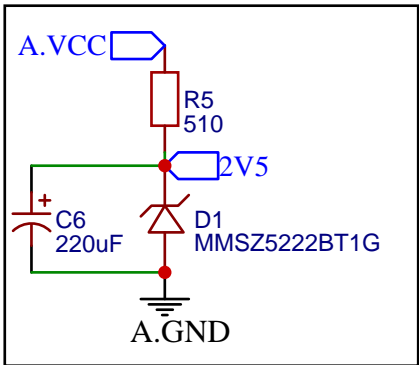 A.VCC
R5
510
2V5
+
C6
220uF
D1
MMSZ5222BT1G
A.GND